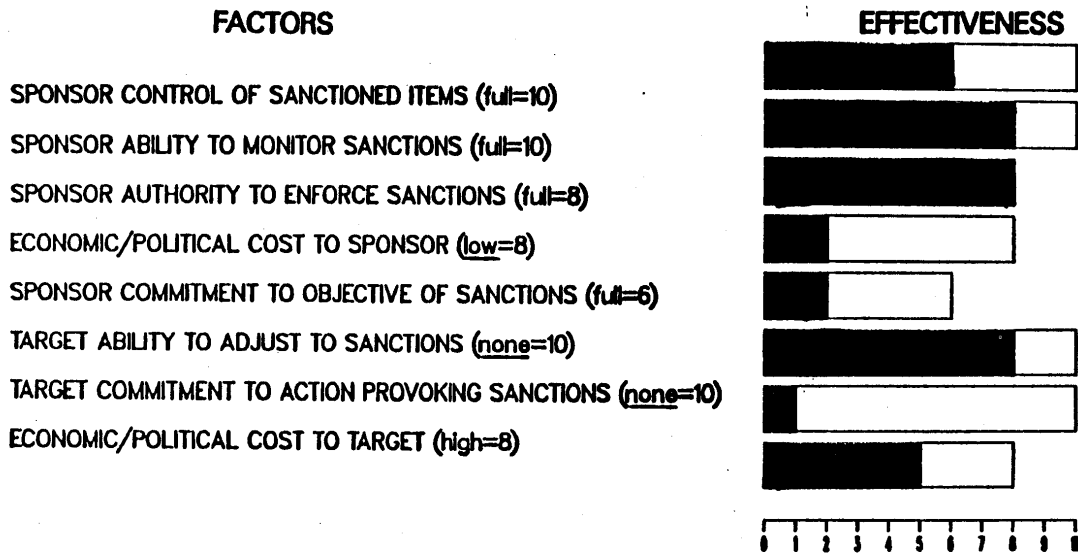 FACTORS
EFFECTIVENESS
SPONSOR CONTROL OF SANCTIONED ITEMS (full=10)
SPONSOR ABILITY TO MONITOR SANCTIONS (full=10)
SPONSOR AUTHORITY TO ENFORCE SANCTIONS (full=8)
ECONOMIC/POLITICAL COST TO SPONSOR (low=8)
SPONSOR COMMITMENT TO OBJECTIVE OF SANCTIONS (full=6)
TARGET ABILITY TO ADJUST TO SANCTIONS (none=10)
TARGET COMMITMENT TO ACTION PROVOKING SANCTIONS (none=10)
ECONOMIC/POLITICAL COST TO TARGET (high=8)
0 1 2 3 4 5 6 7 8 9 10